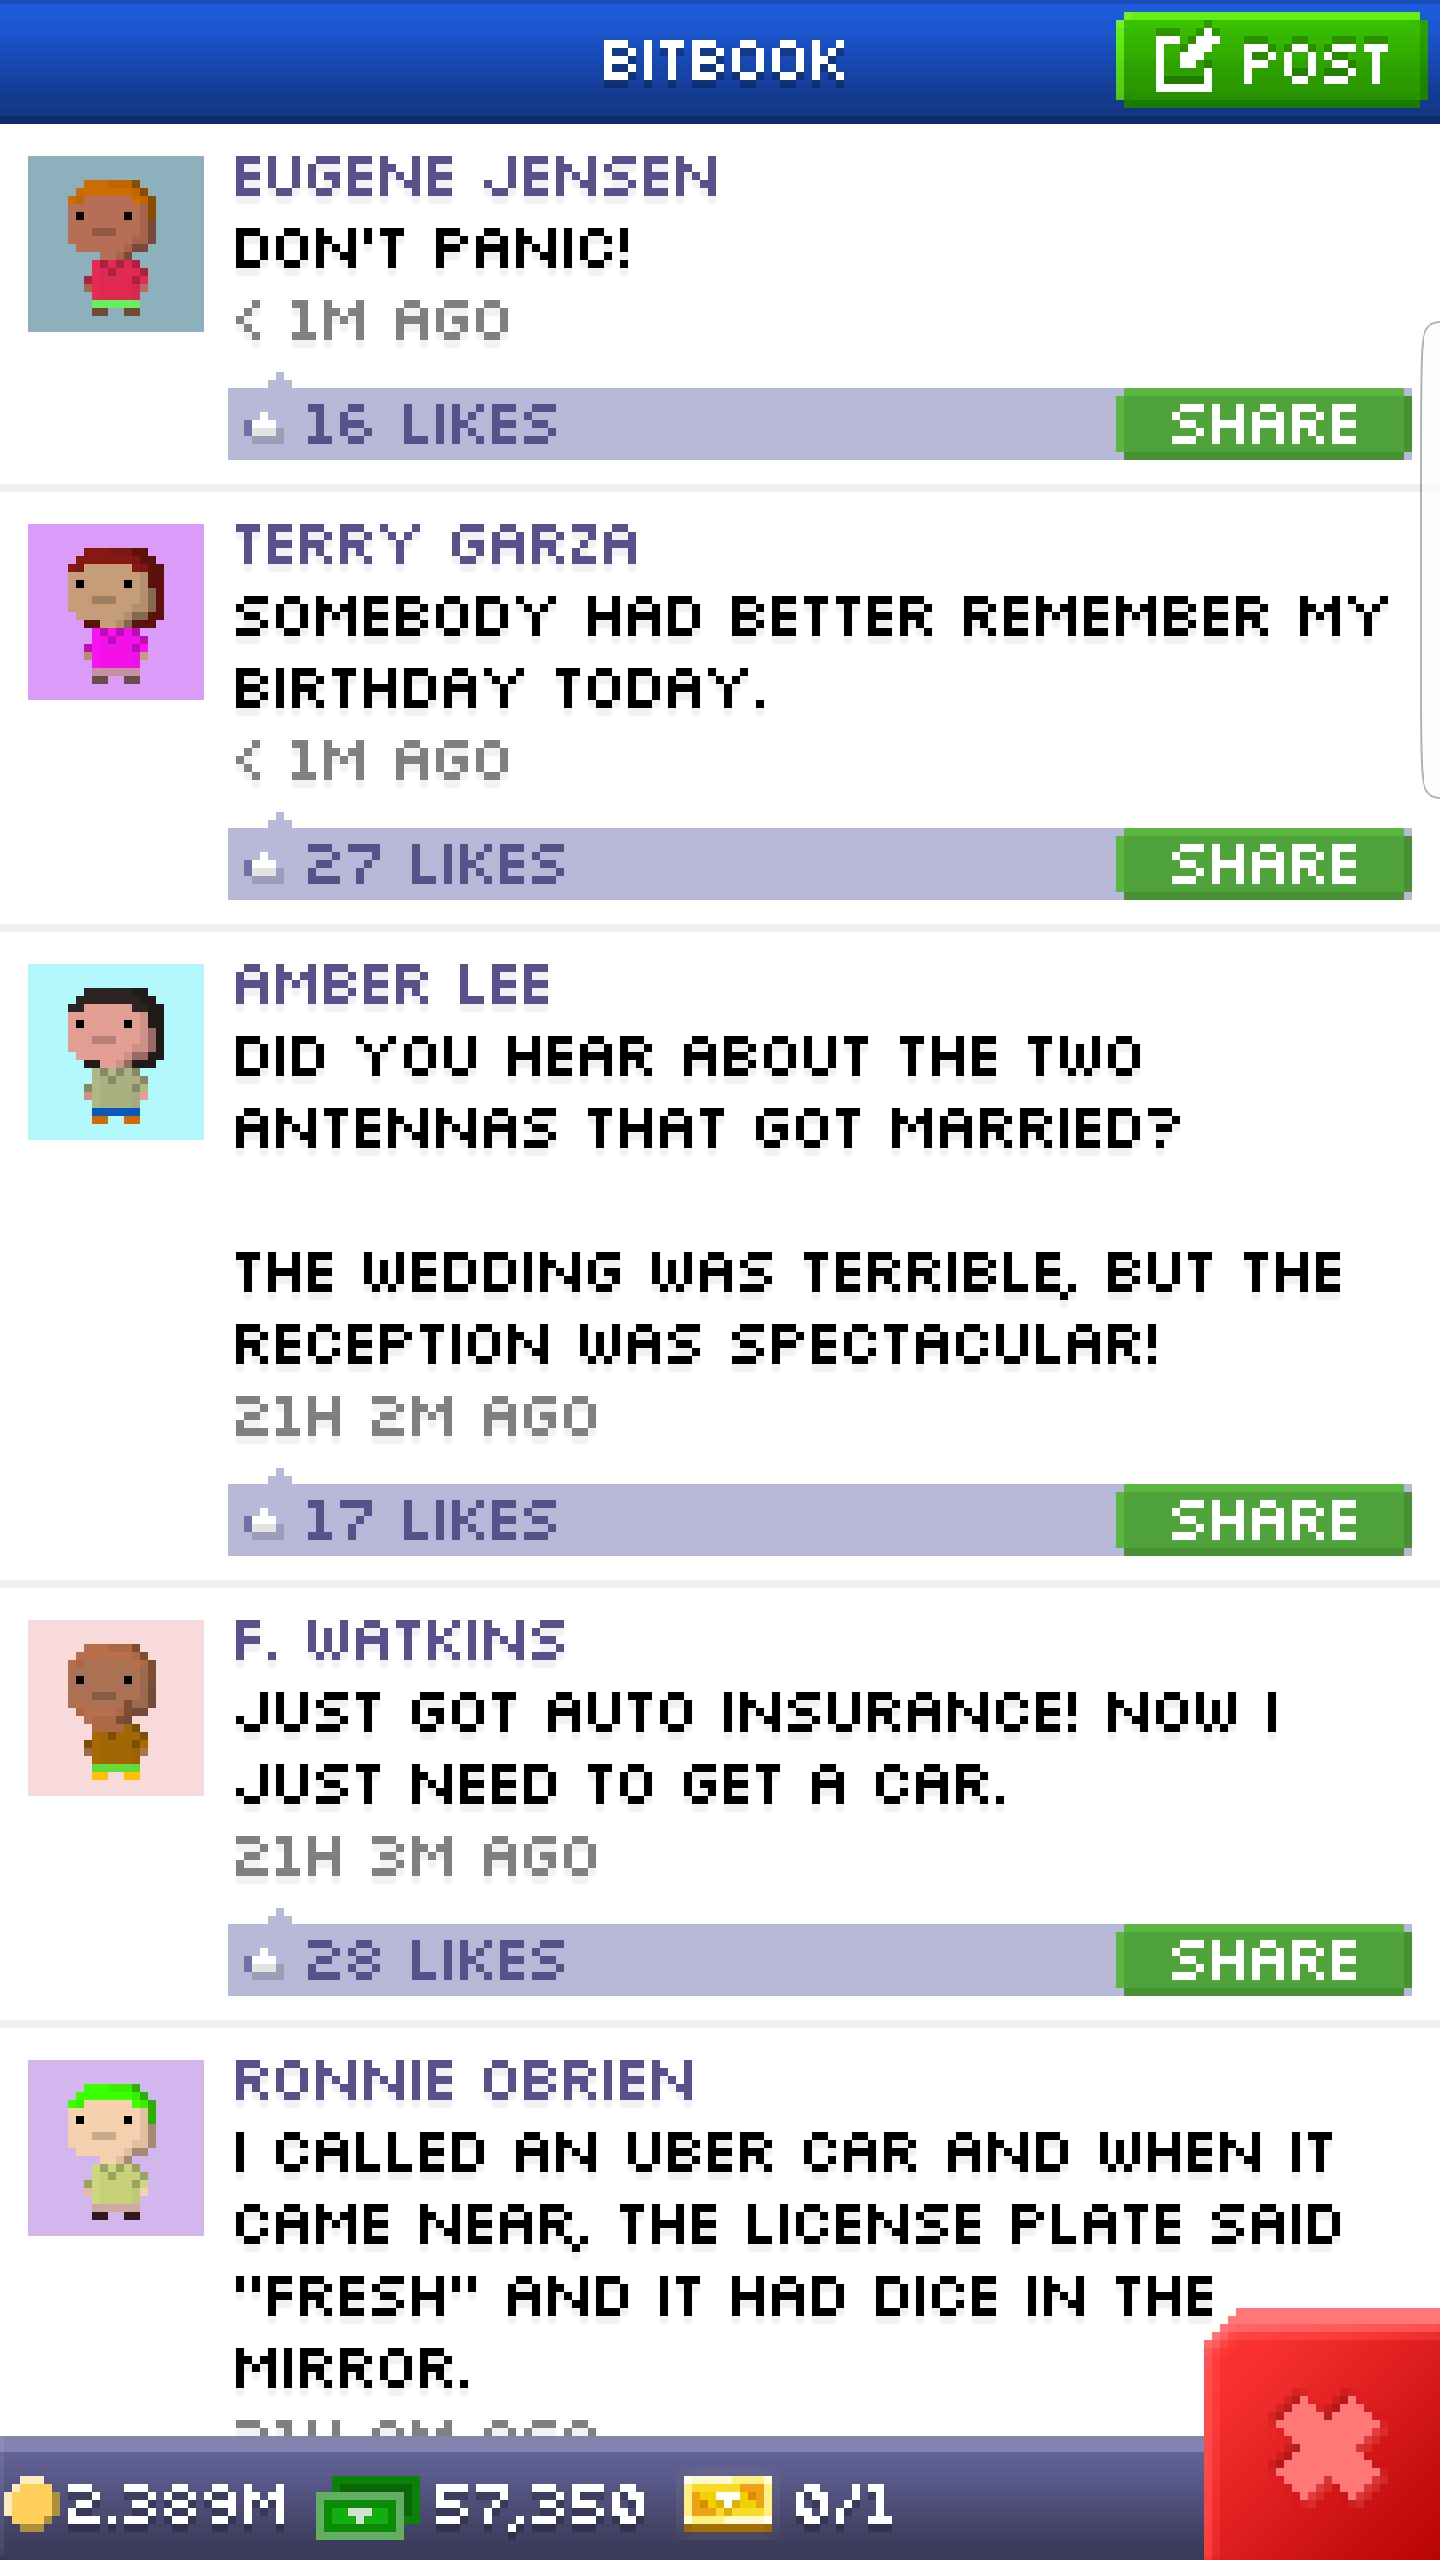 BITBOOK
POST
EUGENE JENSEN
DON'T PANIC!
< 1M AGO
16 LIKES
SHARE
TERRY GARZA
SOMEBODY HAD BETTER REMEMBER MY
BIRTHDAY TODAY.
< 1M AGO
27 LIKES
SHARE
AMBER LEE
DID YOU HEAR ABOUT THE TWO
ANTENNAS THAT GOT MARRIED?
THE WEDDING WAS TERRIBLE, BUT THE
RECEPTION WAS SPECTACULAR!
21H 2M AGO
17 LIKES
SHARE
F. WATKINS
JUST GOT AUTO INSURANCE! NOW I
JUST NEED TO GET A CAR.
21H 3M AGO
28 LIKES
SHARE
RONNIE OBRIEN
I CALLED AN UBER CAR AND WHEN IT
CAME NEAR, THE LICENSE PLATE SAID
"FRESH" AND IT HAD DICE IN THE
MIRROR.
2.389M
57,350
0/1